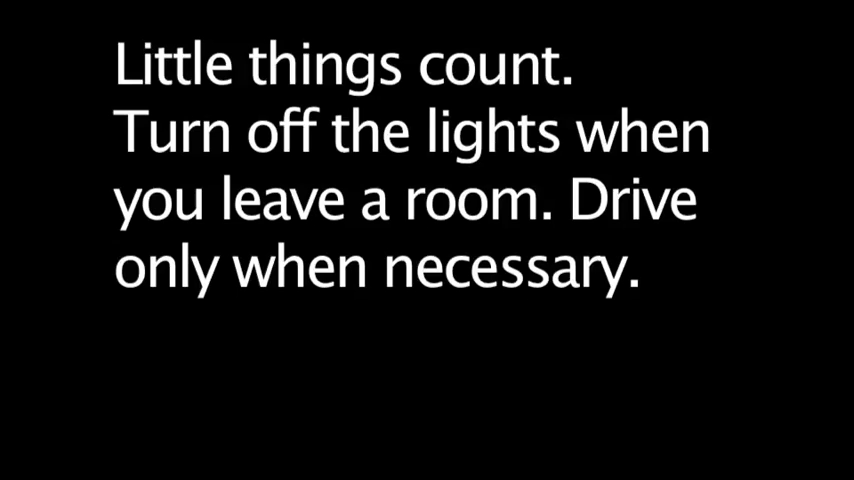 Little things count.
Turn off the lights when
you leave a room. Drive
only when necessary.